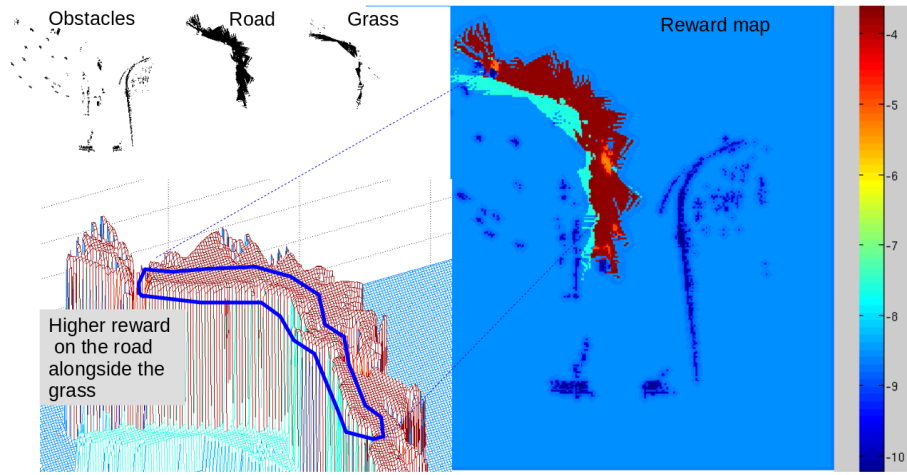 Obstacles
Road
Grass
Reward map
Higher reward
on the road
alongside the
grass
-4
-5
-6
-7
-8
-9
-10